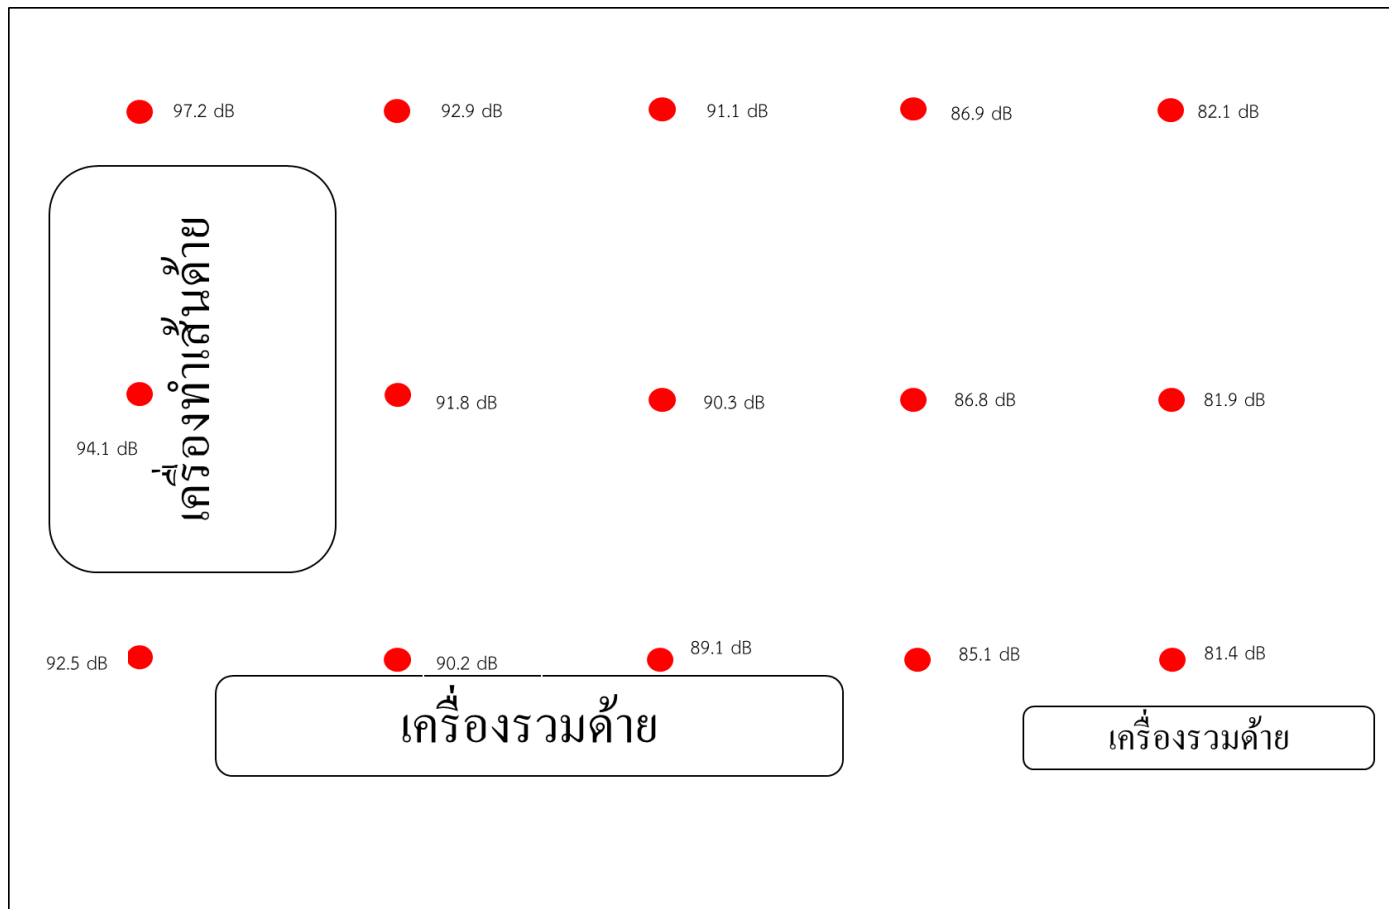 97.2 dB
92.9 dB
91.1 dB
86.9 dB
82.1 dB
เครื่องทำเส้นด้าย
94.1 dB
91.8 dB
90.3 dB
86.8 dB
81.9 dB
92.5 dB
90.2 dB
89.1 dB
85.1 dB
81.4 dB
เครื่องรวมด้าย
เครื่องรวมด้าย